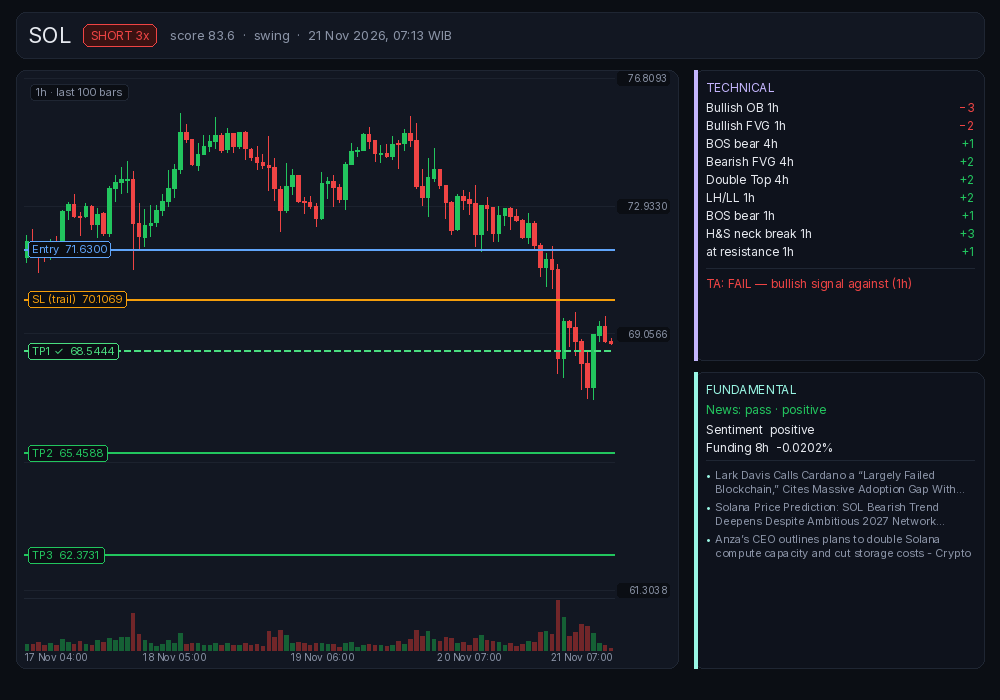 SOL SHORT 3x score 83.6 · swing · 21 Nov 2026, 07:13 WIB
1h · last 100 bars
76.8093
72.9330
69.0566
61.3038
Entry 71.6300
SL (trail) 70.1069
TP1 ✓ 68.5444
TP2 65.4588
TP3 62.3731
17 Nov 04:00 18 Nov 05:00 19 Nov 06:00 20 Nov 07:00 21 Nov 07:00
TECHNICAL
Bullish OB 1h −3
Bullish FVG 1h −2
BOS bear 4h +1
Bearish FVG 4h +2
Double Top 4h +2
LH/LL 1h +2
BOS bear 1h +1
H&S neck break 1h +3
at resistance 1h +1
TA: FAIL — bullish signal against (1h)
FUNDAMENTAL
News: pass · positive
Sentiment positive
Funding 8h -0.0202%
• Lark Davis Calls Cardano a “Largely Failed
Blockchain,” Cites Massive Adoption Gap With…
• Solana Price Prediction: SOL Bearish Trend
Deepens Despite Ambitious 2027 Network…
• Anza’s CEO outlines plans to double Solana
compute capacity and cut storage costs - Crypto